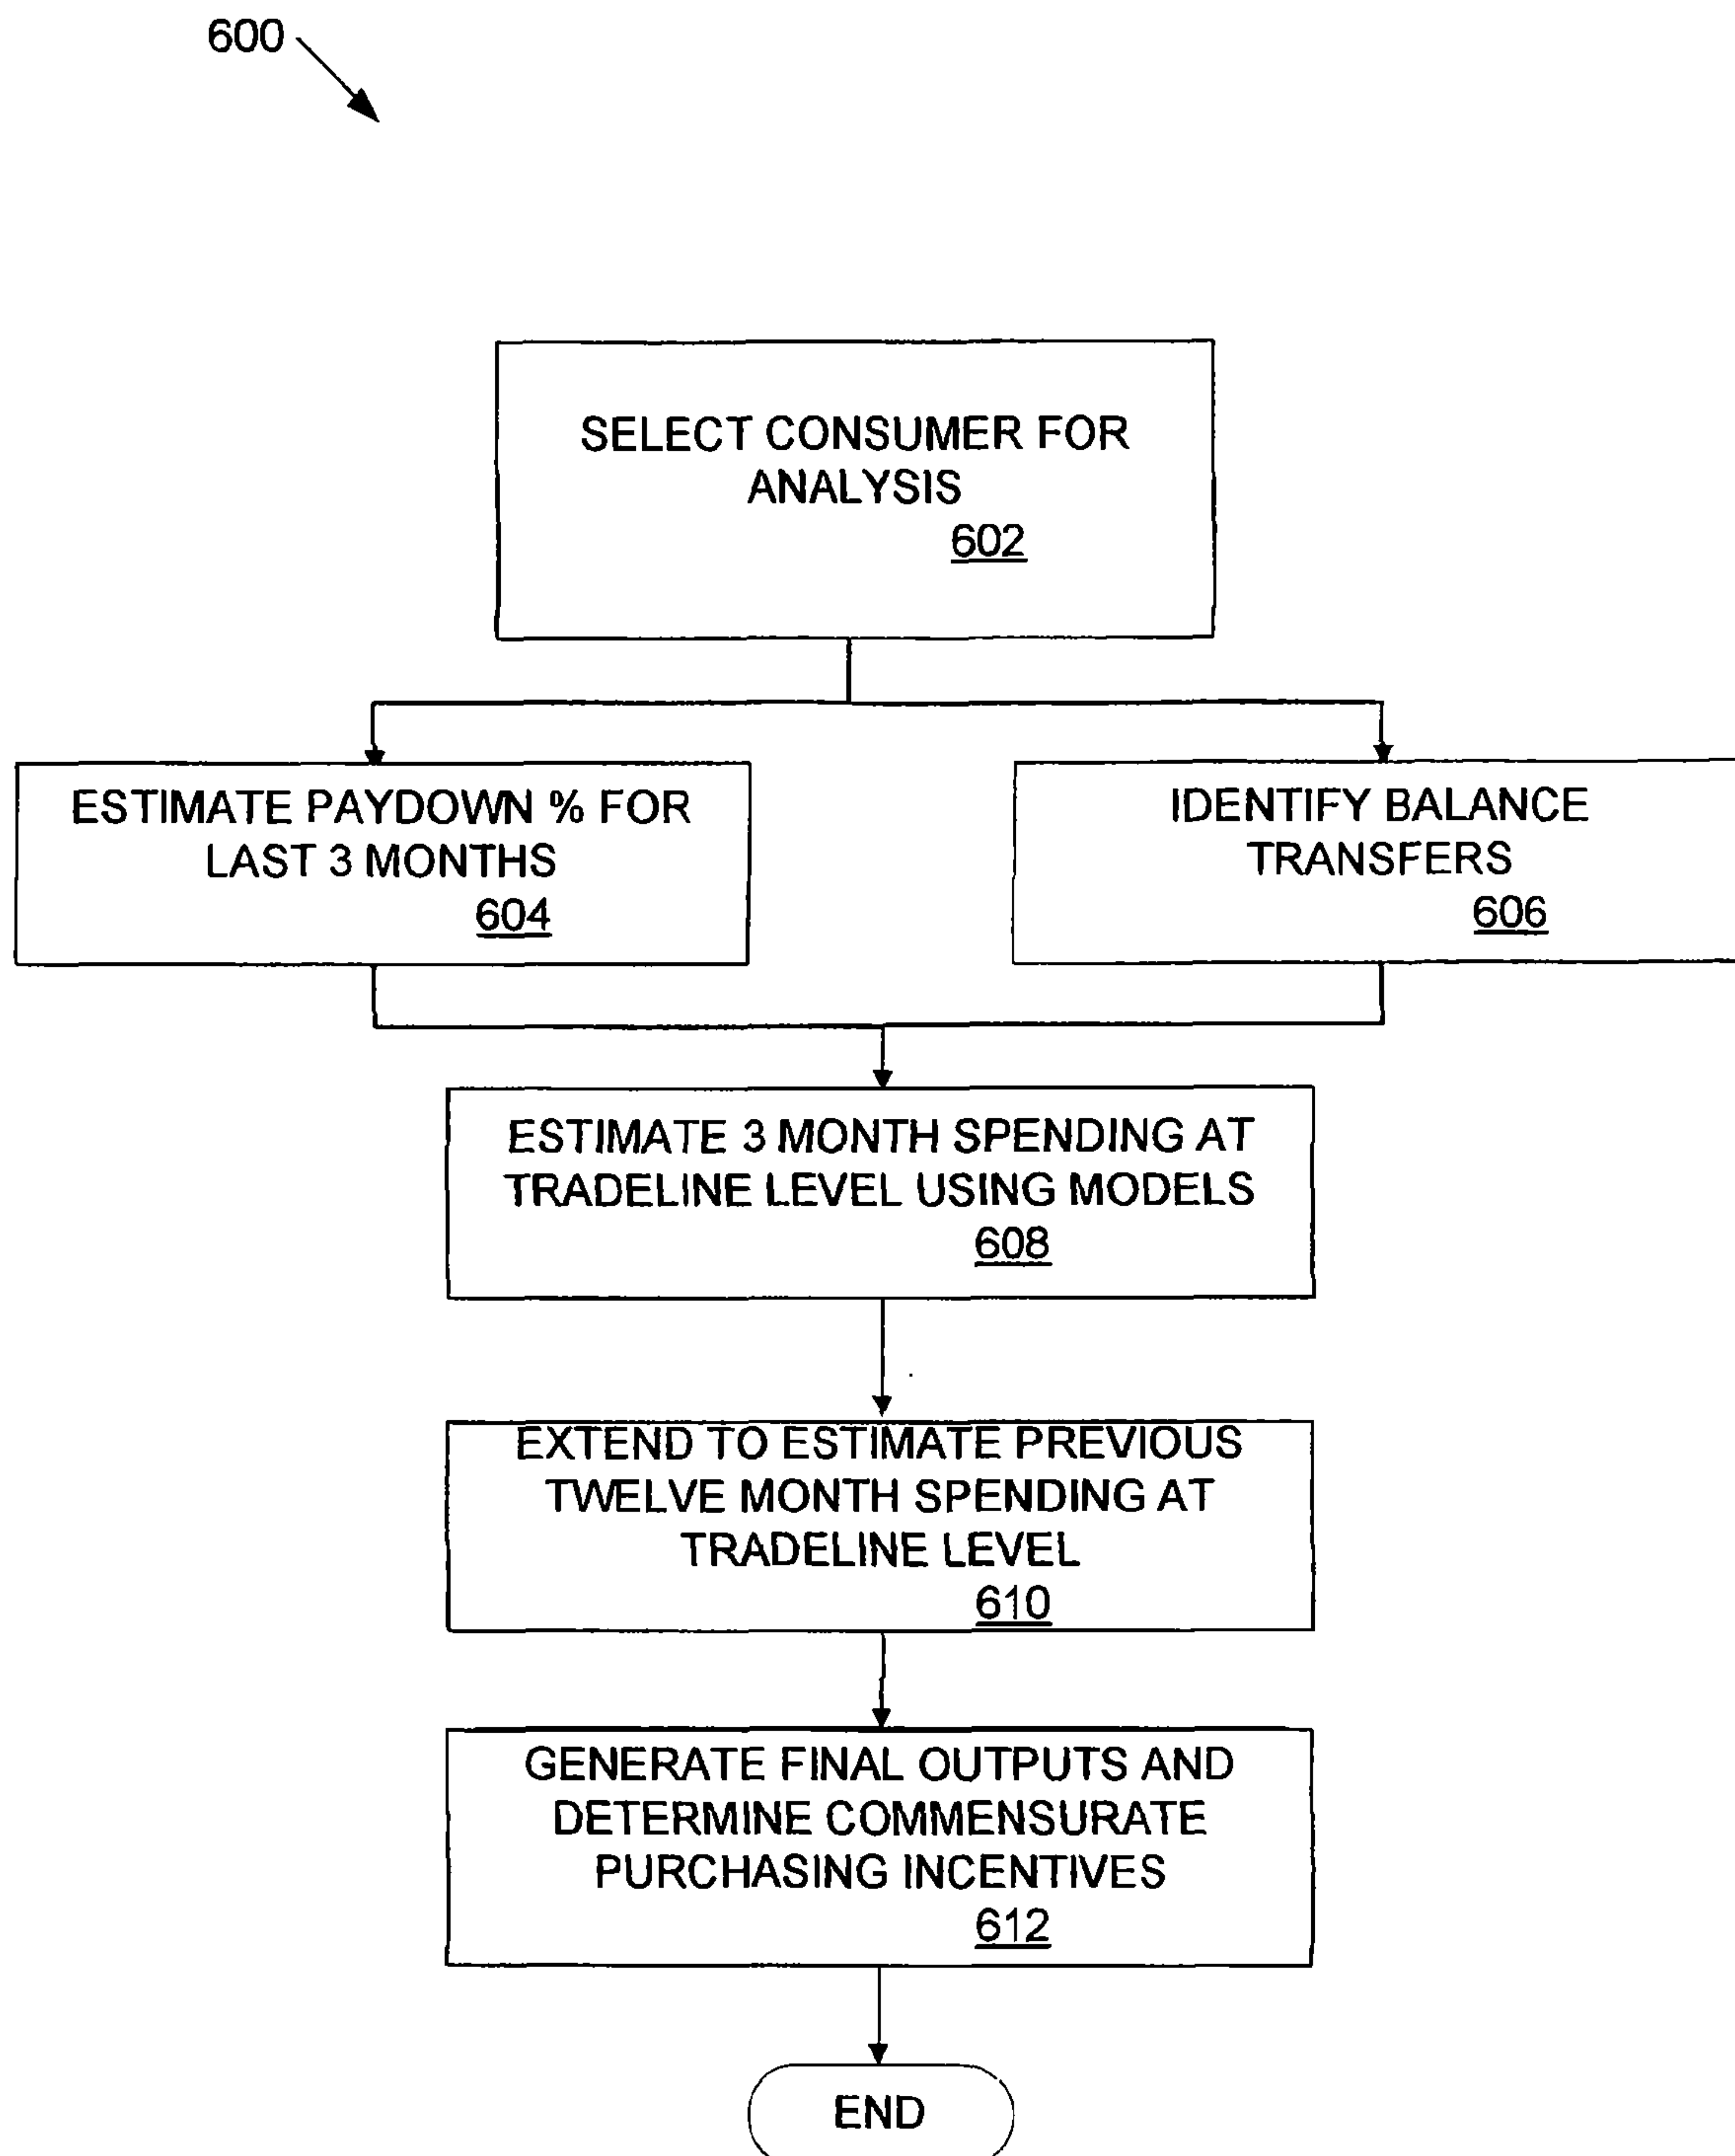 600
SELECT CONSUMER FOR
ANALYSIS
602
ESTIMATE PAYDOWN % FOR
LAST 3 MONTHS
604
IDENTIFY BALANCE
TRANSFERS
606
ESTIMATE 3 MONTH SPENDING AT
TRADELINE LEVEL USING MODELS
608
EXTEND TO ESTIMATE PREVIOUS
TWELVE MONTH SPENDING AT
TRADELINE LEVEL
610
GENERATE FINAL OUTPUTS AND
DETERMINE COMMENSURATE
PURCHASING INCENTIVES
612
END